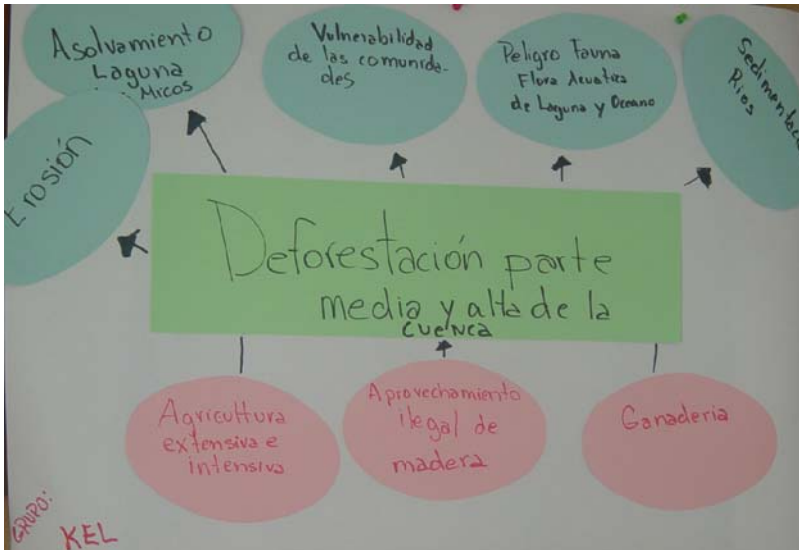 Asolvamiento
Laguna
Micos
Vulnerabilidad
de las comunida-
des
Peligro Fauna
Flora Acuatica
de Laguna y Oceano
Rios
Erosión
Deforestación parte
media y alta de la
cuenca
Agricultura
extensiva e
intensiva
Aprovechamiento
ilegal de
madera
Ganaderia
GRUPO:
KEL